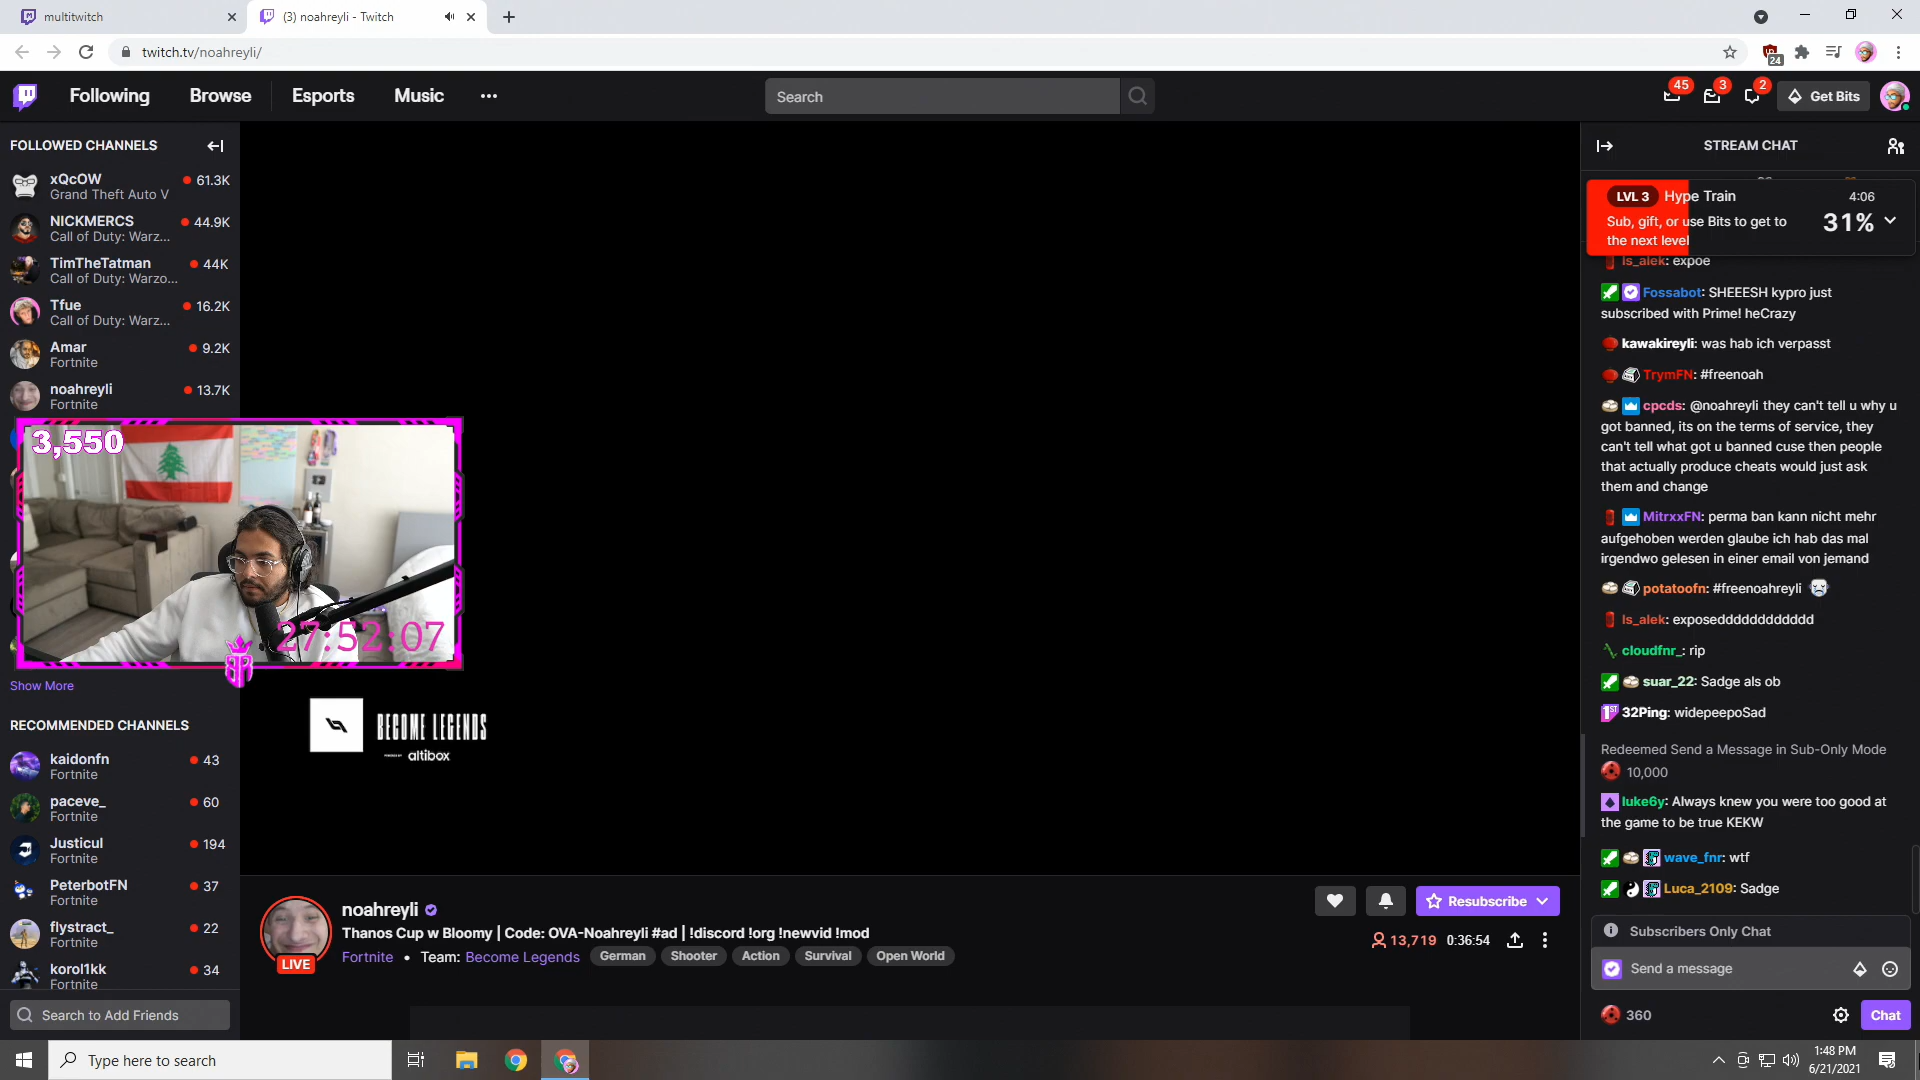 multitwitch
(3) noahreyli - Twitch
twitch.tv/noahreyli/
24
Following
Browse
Esports
Music
Search
45
3
2
Get Bits
FOLLOWED CHANNELS
xQcOW
61.3K
Grand Theft Auto V
NICKMERCS
44.9K
Call of Duty: Warz...
TimTheTatman
44K
Call of Duty: Warzo...
Tfue
16.2K
Call of Duty: Warz...
Amar
9.2K
Fortnite
noahreyli
13.7K
Fortnite
3,550
27:52:07
Show More
BECOME LEGENDS
altibox
RECOMMENDED CHANNELS
kaidonfn
43
Fortnite
paceve_
60
Fortnite
Justicul
194
Fortnite
PeterbotFN
37
Fortnite
flystract_
22
Fortnite
korol1kk
34
Fortnite
Search to Add Friends
noahreyli
Thanos Cup w Bloomy | Code: OVA-Noahreyli #ad | !discord !org !newvid !mod
Fortnite • Team: Become Legends German Shooter Action Survival Open World
LIVE
Resubscribe
13,719 0:36:54
STREAM CHAT
LVL 3 Hype Train 4:06
Sub, gift, or use Bits to get to
the next level
31%
ls_alek: expoe
Fossabot: SHEEESH kypro just
subscribed with Prime! heCrazy
kawakireyli: was hab ich verpasst
TrymFN: #freenoah
cpcds: @noahreyli they can't tell u why u
got banned, its on the terms of service, they
can't tell what got u banned cuse then people
that actually produce cheats would just ask
them and change
MitrxxFN: perma ban kann nicht mehr
aufgehoben werden glaube ich hab das mal
irgendwo gelesen in einer email von jemand
potatoofn: #freenoahreyli
ls_alek: exposedddddddddddd
cloudfnr_: rip
suar_22: Sadge als ob
1ST 32Ping: widepeepoSad
Redeemed Send a Message in Sub-Only Mode
10,000
luke6y: Always knew you were too good at
the game to be true KEKW
wave_fnr: wtf
Luca_2109: Sadge
Subscribers Only Chat
Send a message
360
Chat
Type here to search
1:48 PM
6/21/2021